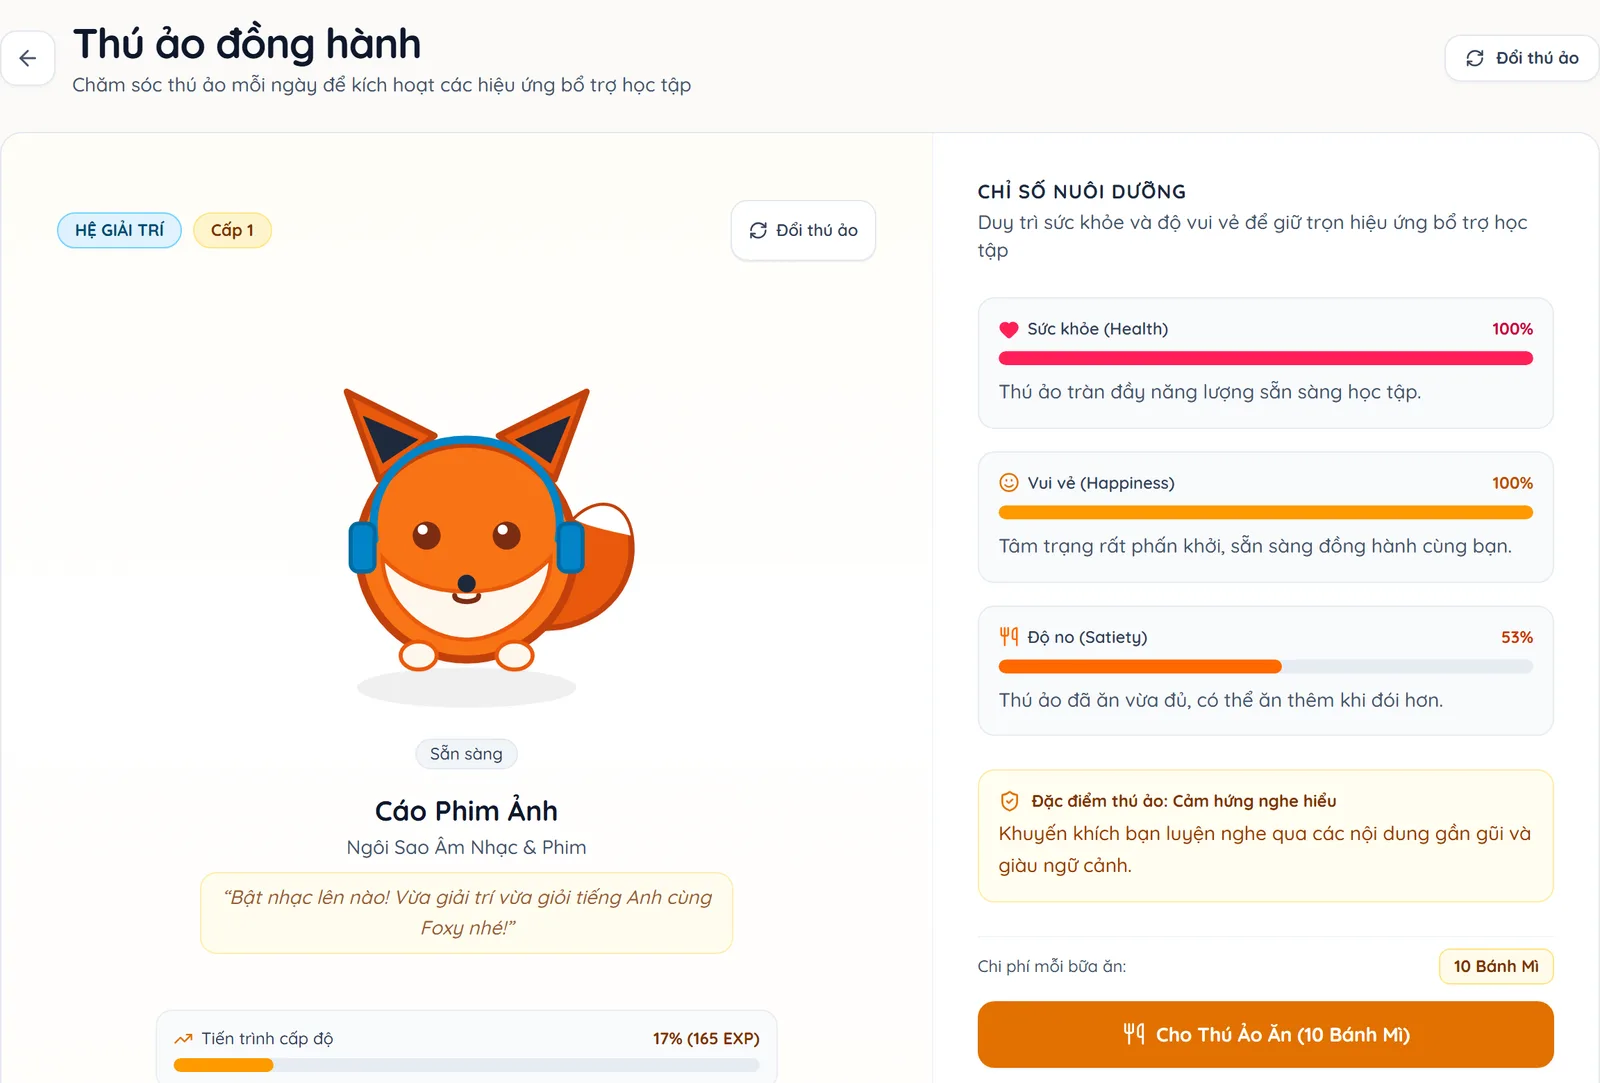 Thú ảo đồng hành
Chăm sóc thú ảo mỗi ngày để kích hoạt các hiệu ứng bổ trợ học tập
Đổi thú ảo
HỆ GIẢI TRÍ
Cấp 1
Đổi thú ảo
Sẵn sàng
Cáo Phim Ảnh
Ngôi Sao Âm Nhạc & Phim
“Bật nhạc lên nào! Vừa giải trí vừa giỏi tiếng Anh cùng
Foxy nhé!”
Tiến trình cấp độ
17% (165 EXP)
CHỈ SỐ NUÔI DƯỠNG
Duy trì sức khỏe và độ vui vẻ để giữ trọn hiệu ứng bổ trợ học
tập
Sức khỏe (Health)
100%
Thú ảo tràn đầy năng lượng sẵn sàng học tập.
Vui vẻ (Happiness)
100%
Tâm trạng rất phấn khởi, sẵn sàng đồng hành cùng bạn.
Độ no (Satiety)
53%
Thú ảo đã ăn vừa đủ, có thể ăn thêm khi đói hơn.
Đặc điểm thú ảo: Cảm hứng nghe hiểu
Khuyến khích bạn luyện nghe qua các nội dung gần gũi và
giàu ngữ cảnh.
Chi phí mỗi bữa ăn:
10 Bánh Mì
Cho Thú Ảo Ăn (10 Bánh Mì)